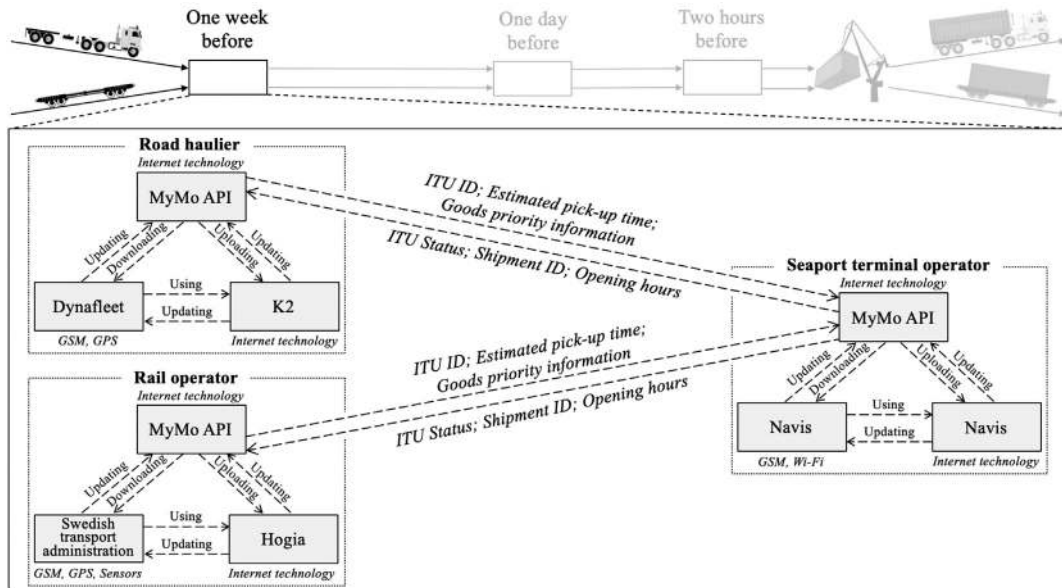 One week
before
One day
before
Two hours
before
Road haulier
Internet technology
MyMo API
Updating
Downloading
Uploading
Updating
Dynafleet
Using
Updating
K2
GSM, GPS
Internet technology
Rail operator
Internet technology
MyMo API
Updating
Downloading
Uploading
Updating
Swedish
transport
administration
Using
Updating
Hogia
GSM, GPS, Sensors
Internet technology
ITU ID; Estimated pick-up time;
Goods priority information
ITU Status; Shipment ID; Opening hours
ITU ID; Estimated pick-up time;
Goods priority information
ITU Status; Shipment ID; Opening hours
Seaport terminal operator
Internet technology
MyMo API
Updating
Downloading
Uploading
Updating
Navis
Using
Updating
Navis
GSM, Wi-Fi
Internet technology